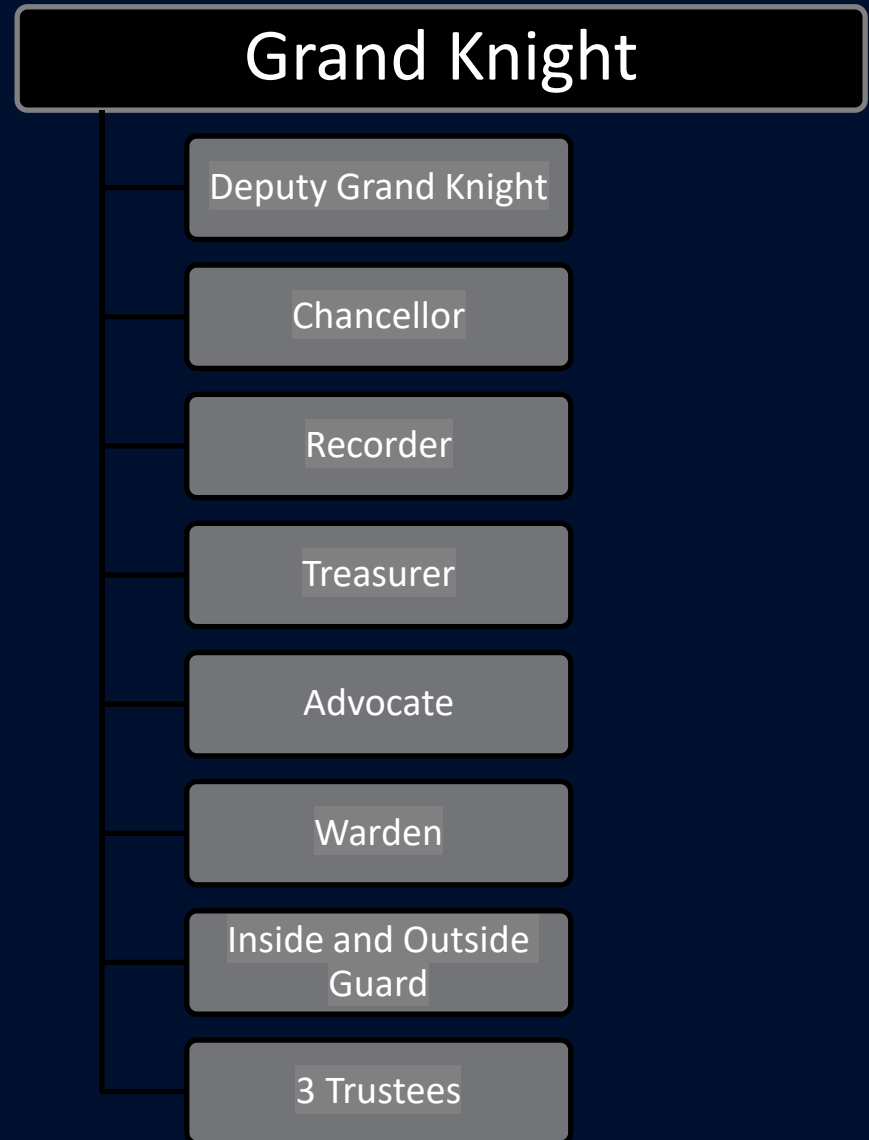 Grand Knight
Deputy Grand Knight
Chancellor
Recorder
Treasurer
Advocate
Warden
Inside and Outside
Guard
3 Trustees